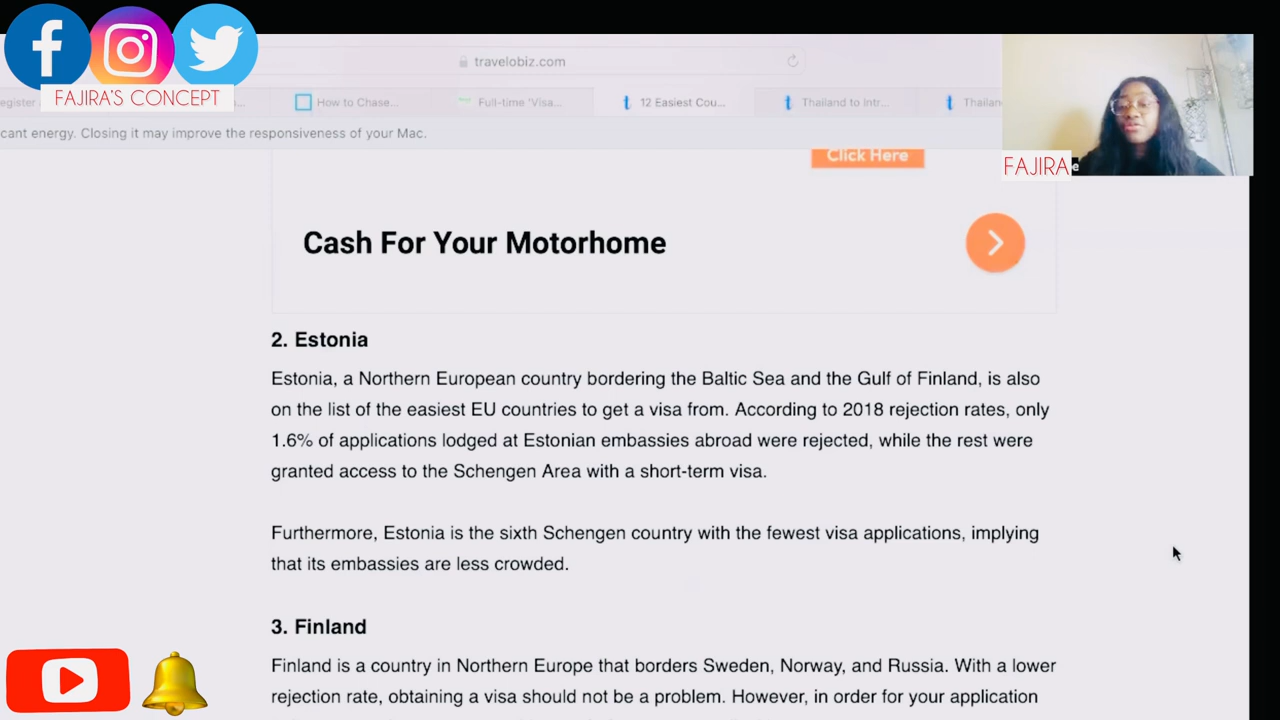 FAJIRA'S CONCEPT
travelobiz.com
egister
How to Chase...
Full-time 'Visa...
12 Easiest Cou...
Thailand to Intr...
Thailan
cant energy. Closing it may improve the responsiveness of your Mac.
Click Here
FAJIRA
Cash For Your Motorhome
2. Estonia
Estonia, a Northern European country bordering the Baltic Sea and the Gulf of Finland, is also
on the list of the easiest EU countries to get a visa from. According to 2018 rejection rates, only
1.6% of applications lodged at Estonian embassies abroad were rejected, while the rest were
granted access to the Schengen Area with a short-term visa.
Furthermore, Estonia is the sixth Schengen country with the fewest visa applications, implying
that its embassies are less crowded.
3. Finland
Finland is a country in Northern Europe that borders Sweden, Norway, and Russia. With a lower
rejection rate, obtaining a visa should not be a problem. However, in order for your application